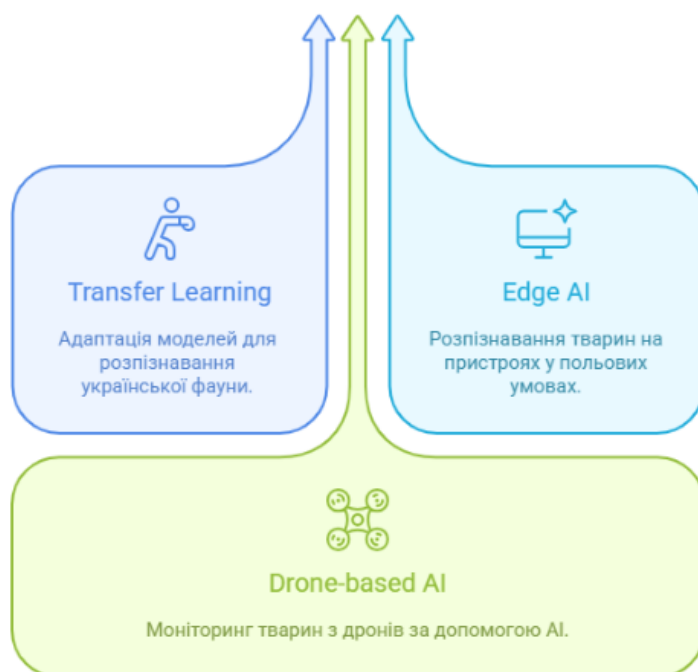 Transfer Learning
Адаптація моделей для
розпізнавання
української фауни.
Edge AI
Розпізнавання тварин на
пристроях у польових
умовах.
Drone-based AI
Моніторинг тварин з дронів за допомогою AI.